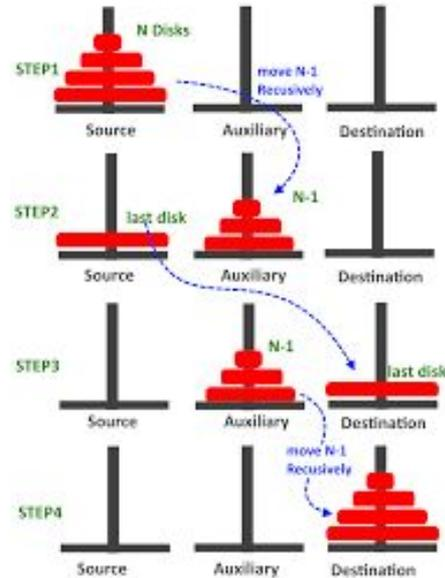 N Disks
STEP1
move N-1
Recusively
Source
Auxiliary
Destination
STEP2
last disk
N-1
Source
Auxiliary
Destination
STEP3
N-1
last disk
Source
Auxiliary
Destination
move N-1
Recusively
STEP4
Source
Auxiliary
Destination